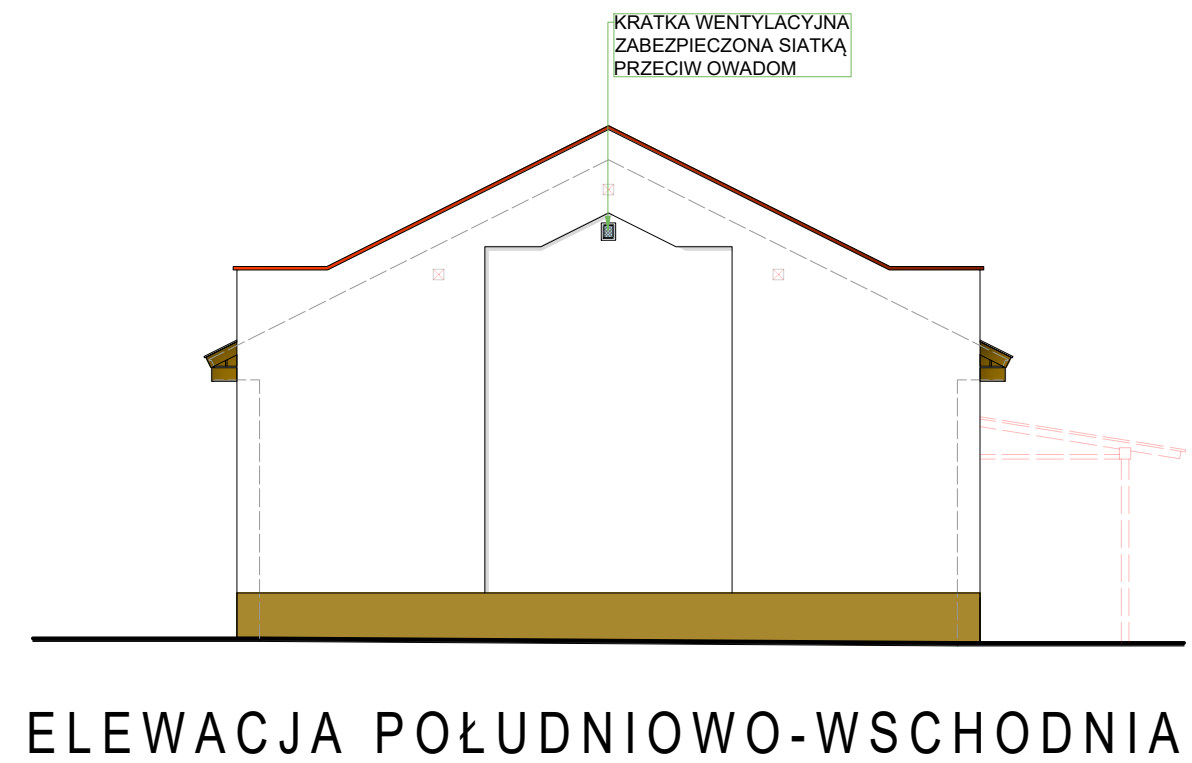 KRATKA WENTYLACYJNA
ZABEZPIECZONA SIATKĄ
PRZECIW OWADOM
ELEWACJA POŁUDNIOWO-WSCHODNIA